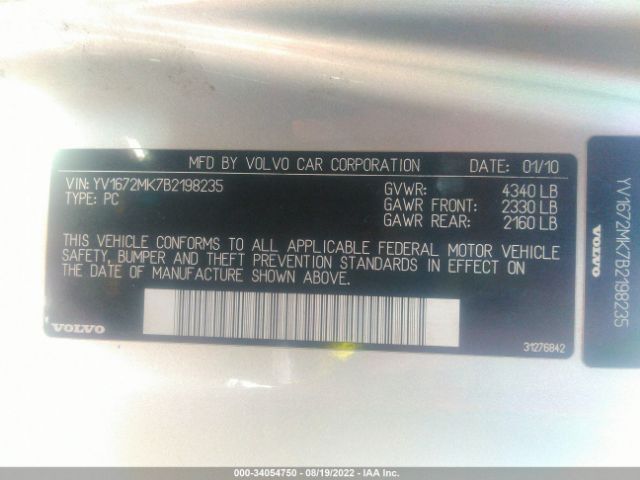 MFD BY VOLVO CAR CORPORATION DATE: 01/10
VIN: YV1672MK7B2198235
TYPE: PC
GVWR: 4340 LB
GAWR FRONT: 2330 LB
GAWR REAR: 2160 LB
THIS VEHICLE CONFORMS TO ALL APPLICABLE FEDERAL MOTOR VEHICLE
SAFETY, BUMPER AND THEFT PREVENTION STANDARDS IN EFFECT ON
THE DATE OF MANUFACTURE SHOWN ABOVE.
VOLVO
31276842
YV1672MK7B2198235
VOLVO
000-34054750 - 08/19/2022 - IAA Inc.